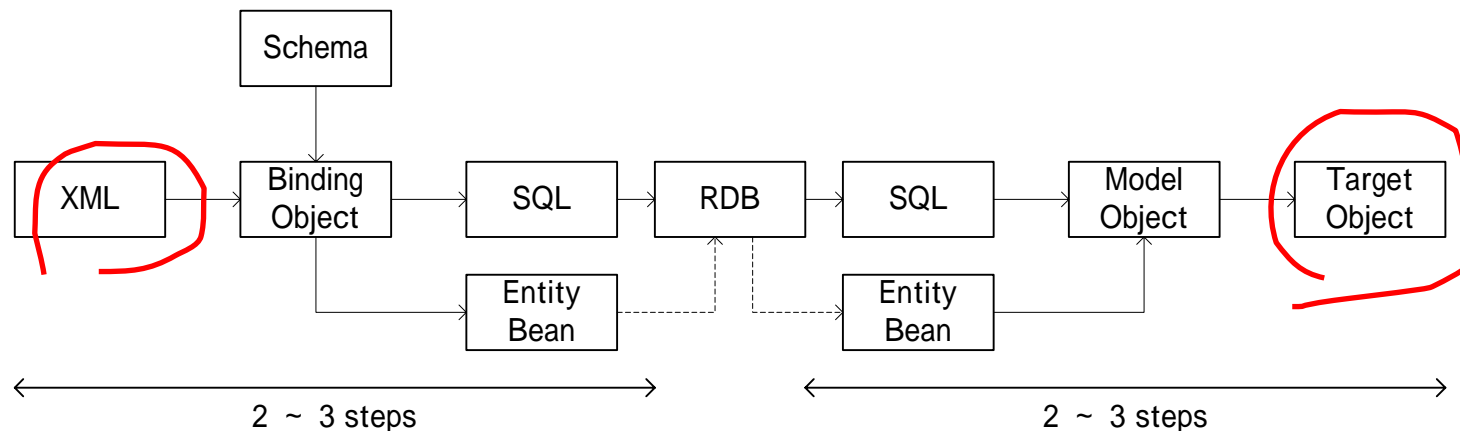 Schema
XML
Binding
Object
SQL
RDB
SQL
Model
Object
Target
Object
Entity
Bean
Entity
Bean
2 ~ 3 steps
2 ~ 3 steps